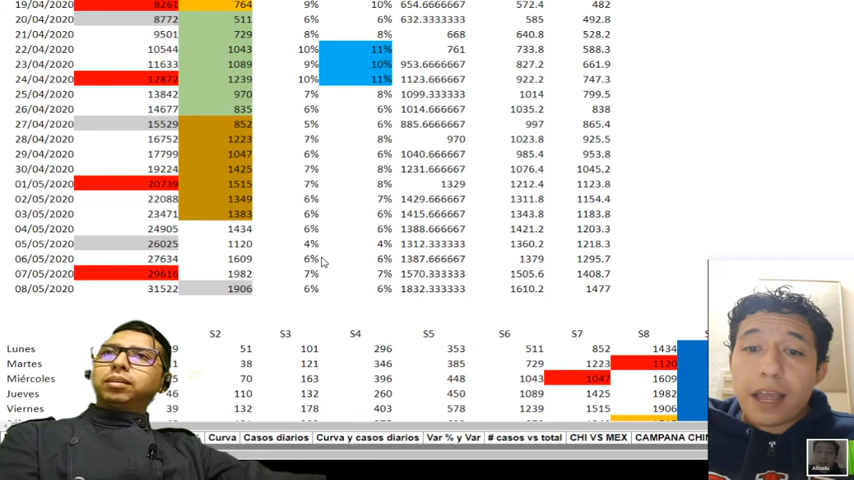 19/04/2020 8261 764 9% 10% 654.6666667 572.4 482
20/04/2020 8772 511 6% 6% 632.3333333 585 492.8
21/04/2020 9501 729 8% 8% 668 640.8 528.2
22/04/2020 10544 1043 10% 11% 761 733.8 588.3
23/04/2020 11633 1089 9% 10% 953.6666667 827.2 661.9
24/04/2020 12872 1239 10% 11% 1123.666667 922.2 747.3
25/04/2020 13842 970 7% 8% 1099.333333 1014 799.5
26/04/2020 14677 835 6% 6% 1014.666667 1035.2 838
27/04/2020 15529 852 5% 6% 885.6666667 997 865.4
28/04/2020 16752 1223 7% 8% 970 1023.8 925.5
29/04/2020 17799 1047 6% 6% 1040.666667 985.4 953.8
30/04/2020 19224 1425 7% 8% 1231.666667 1076.4 1045.2
01/05/2020 20739 1515 7% 8% 1329 1212.4 1123.8
02/05/2020 22088 1349 6% 7% 1429.666667 1311.8 1154.4
03/05/2020 23471 1383 6% 6% 1415.666667 1343.8 1183.8
04/05/2020 24905 1434 6% 6% 1388.666667 1421.2 1203.3
05/05/2020 26025 1120 4% 4% 1312.333333 1360.2 1218.3
06/05/2020 27634 1609 6% 6% 1387.666667 1379 1295.7
07/05/2020 29616 1982 7% 7% 1570.333333 1505.6 1408.7
08/05/2020 31522 1906 6% 6% 1832.333333 1610.2 1477
S2 S3 S4 S5 S6 S7 S8
Lunes 51 101 296 353 511 852 1434
Martes 38 121 346 385 729 1223 1120
Miércoles 70 163 396 448 1043 1047 1609
Jueves 46 110 132 260 450 1089 1425 1982
Viernes 39 132 178 403 578 1239 1515 1906
Curva Casos diarios Curva y casos diarios Var % y Var # casos vs total CHI VS MEX CAMPANA CHI
Alfredo